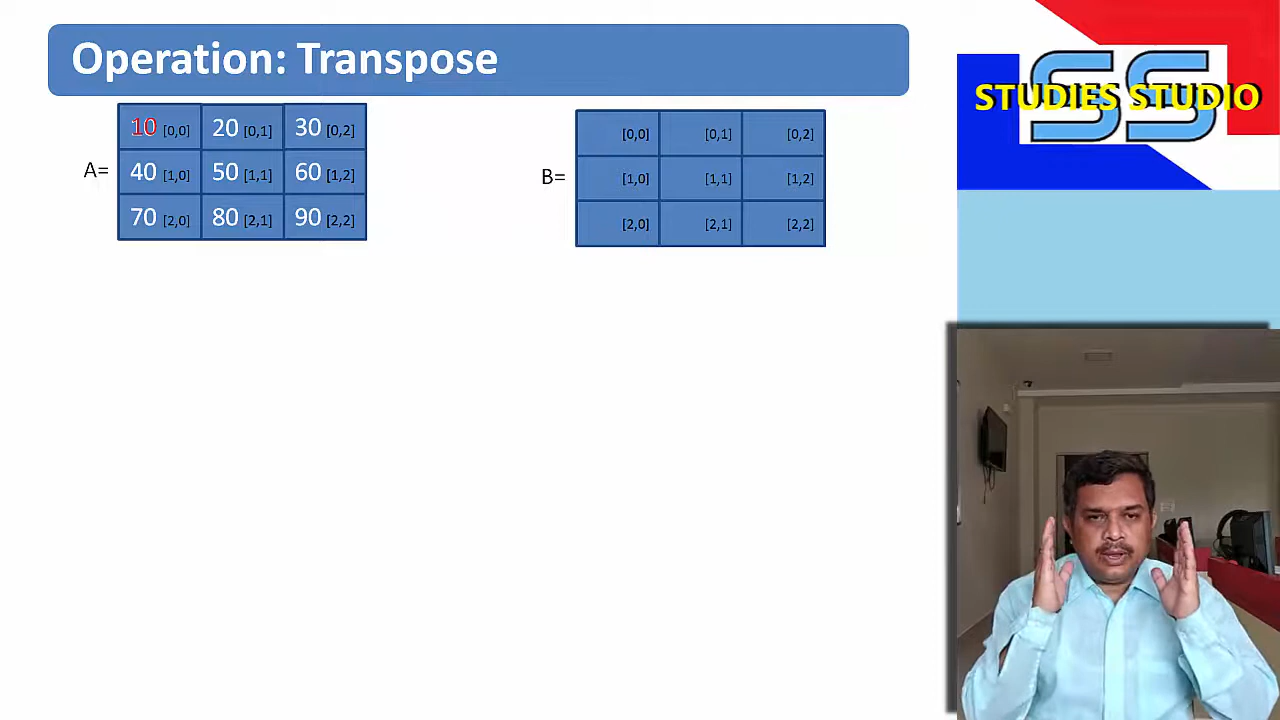 Operation: Transpose
STUDIES STUDIO
SS
A=
10 [0,0] 20 [0,1] 30 [0,2]
40 [1,0] 50 [1,1] 60 [1,2]
70 [2,0] 80 [2,1] 90 [2,2]
B=
[0,0] [0,1] [0,2]
[1,0] [1,1] [1,2]
[2,0] [2,1] [2,2]